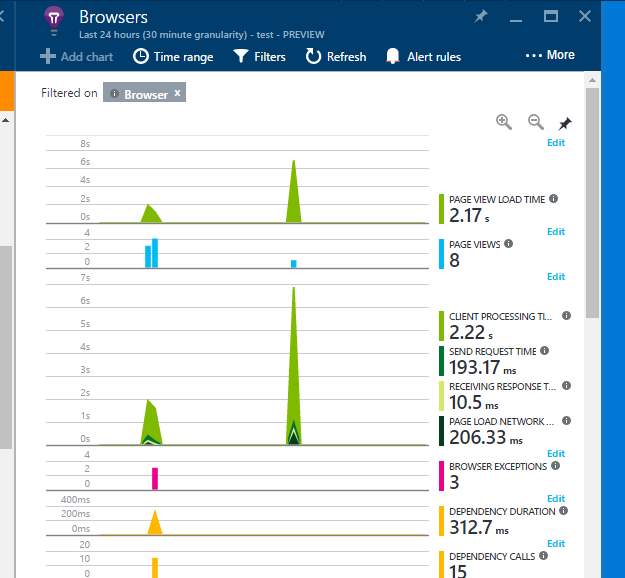 Browsers
Last 24 hours (30 minute granularity) - test - PREVIEW
Add chart Time range Filters Refresh Alert rules ... More
Filtered on Browser x
Edit
8s
6s
4s
2s
0s
PAGE VIEW LOAD TIME
2.17 s
Edit
4
2
0
PAGE VIEWS
8
Edit
7s
6s
5s
4s
3s
2s
1s
0s
CLIENT PROCESSING TI...
2.22 s
SEND REQUEST TIME
193.17 ms
RECEIVING RESPONSE T...
10.5 ms
PAGE LOAD NETWORK ...
206.33 ms
Edit
4
2
0
BROWSER EXCEPTIONS
3
Edit
400ms
200ms
0ms
DEPENDENCY DURATION
312.7 ms
Edit
20
10
0
DEPENDENCY CALLS
15